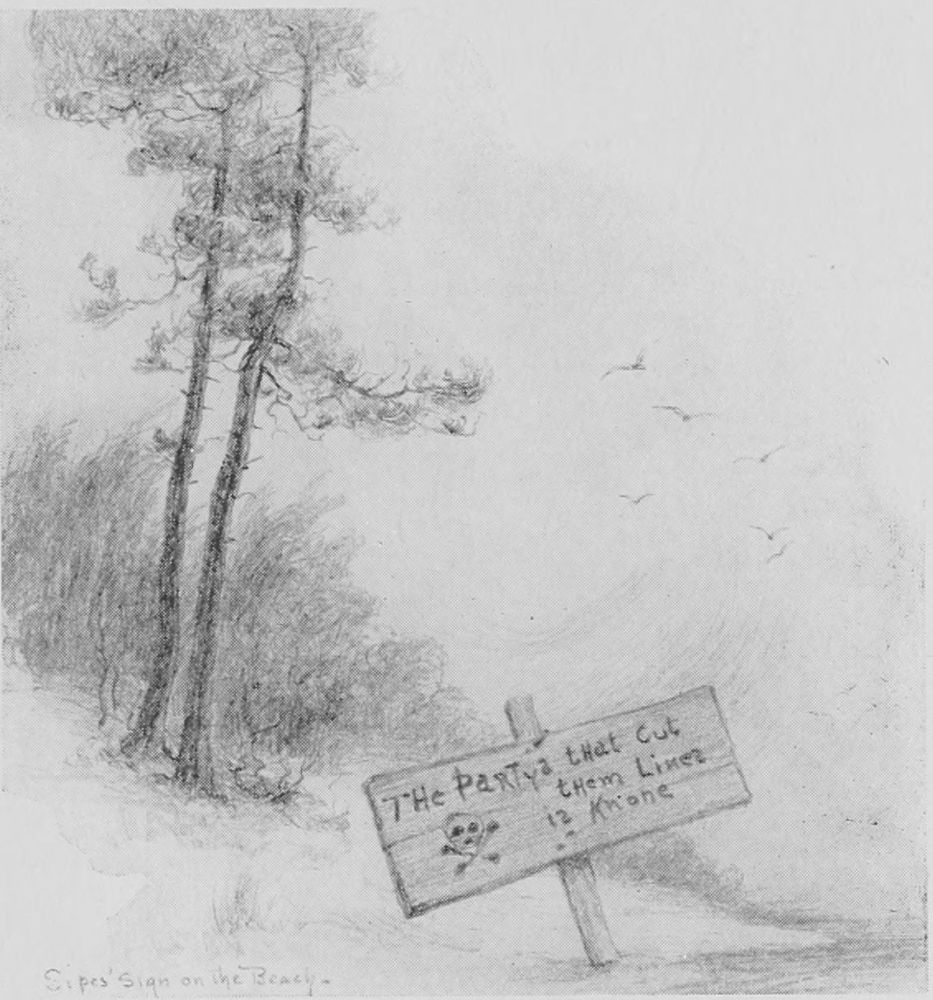 THe PartYs tHat Cut
tHem Lines
is Knone
Sipes' Sign on the Beach-